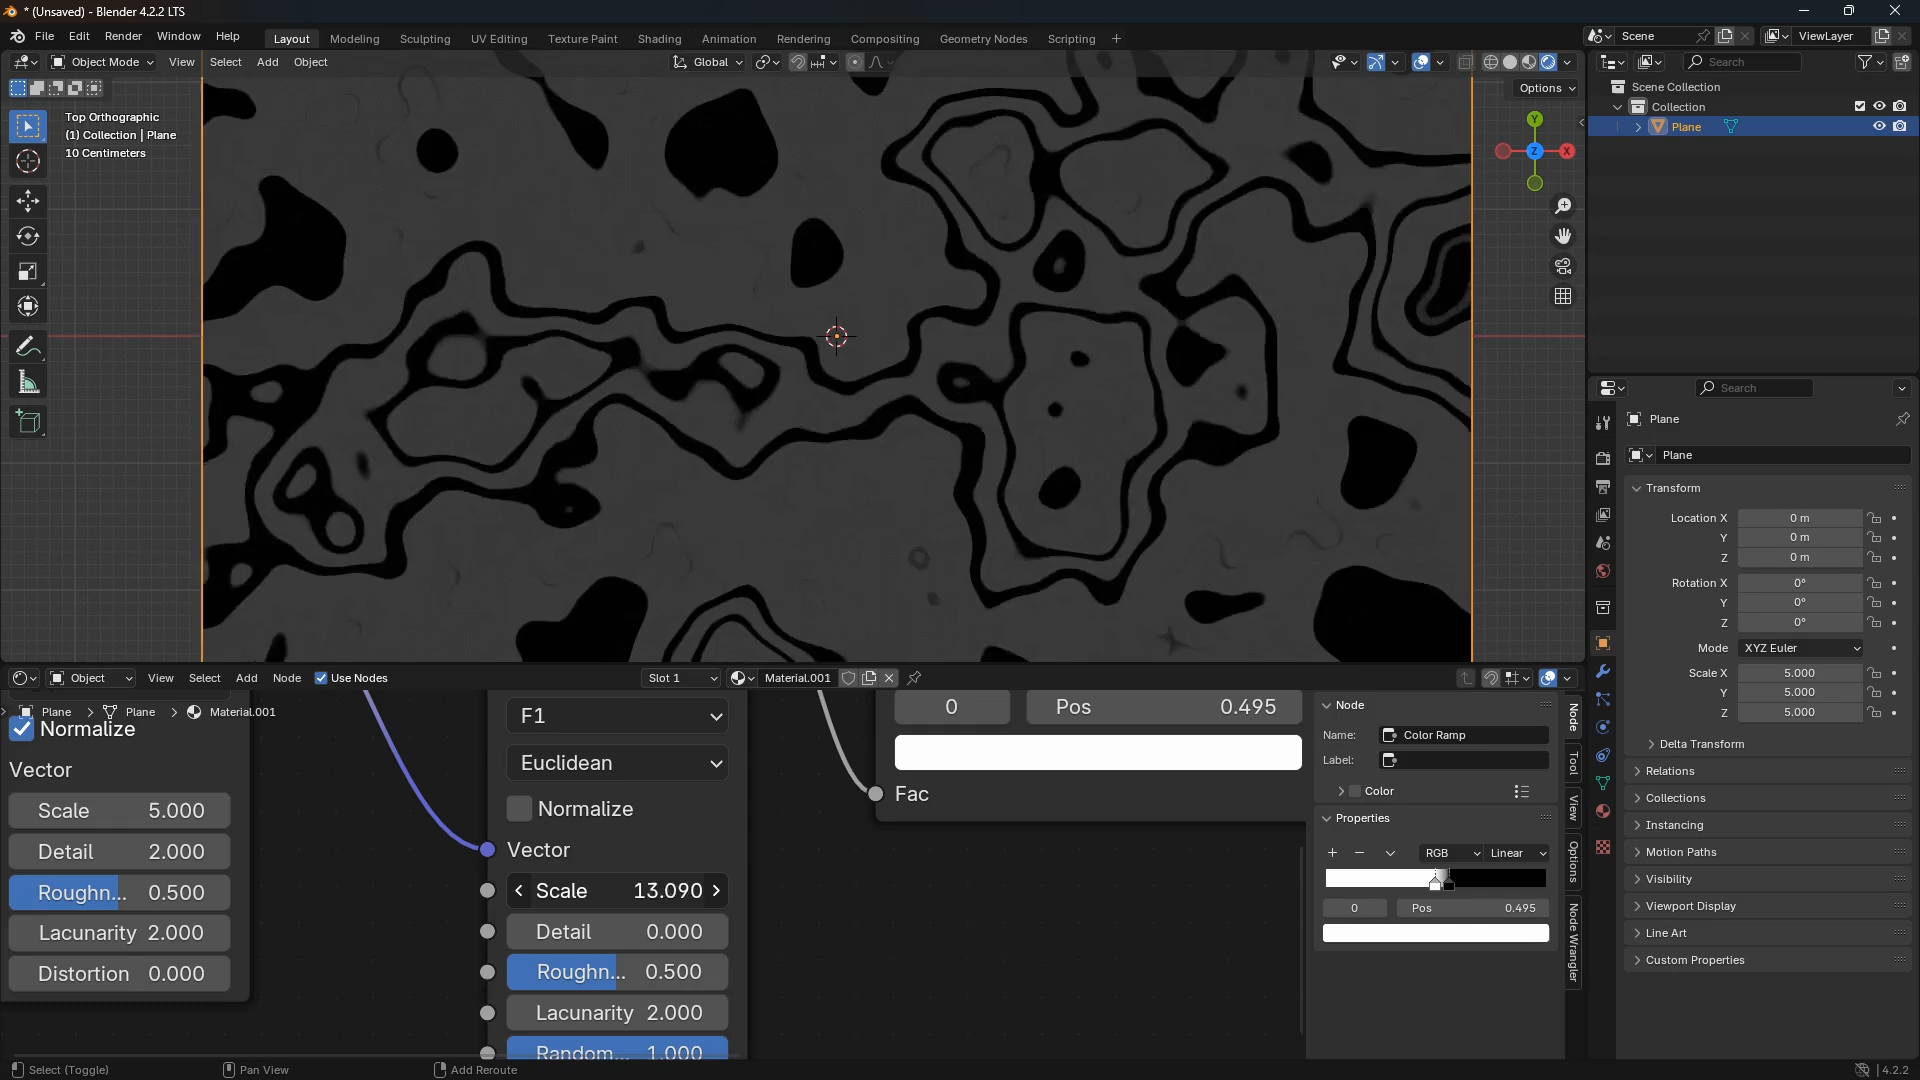 * (Unsaved) - Blender 4.2.2 LTS
File Edit Render Window Help Layout Modeling Sculpting UV Editing Texture Paint Shading Animation Rendering Compositing Geometry Nodes Scripting + Scene ViewLayer
Object Mode View Select Add Object Global Search
Options
Scene Collection
Collection
Plane
Top Orthographic
(1) Collection | Plane
10 Centimeters
Y
X
Z
Search
Plane
Plane
Transform
Location X 0 m
Y 0 m
Z 0 m
Rotation X 0°
Y 0°
Z 0°
Mode XYZ Euler
Scale X 5.000
Y 5.000
Z 5.000
Delta Transform
Relations
Collections
Instancing
Motion Paths
Visibility
Viewport Display
Line Art
Custom Properties
Object View Select Add Node Use Nodes Slot 1 Material.001
Plane > Plane > Material.001
Normalize
Vector
Scale 5.000
Detail 2.000
Roughn... 0.500
Lacunarity 2.000
Distortion 0.000
F1
Euclidean
Normalize
Vector
Scale 13.090
Detail 0.000
Roughn... 0.500
Lacunarity 2.000
Random... 1.000
0 Pos 0.495
Fac
Node
Name: Color Ramp
Label:
Color
Properties
RGB Linear
0 Pos 0.495
Node
Tool
View
Options
Node Wrangler
Select (Toggle) Pan View Add Reroute 4.2.2